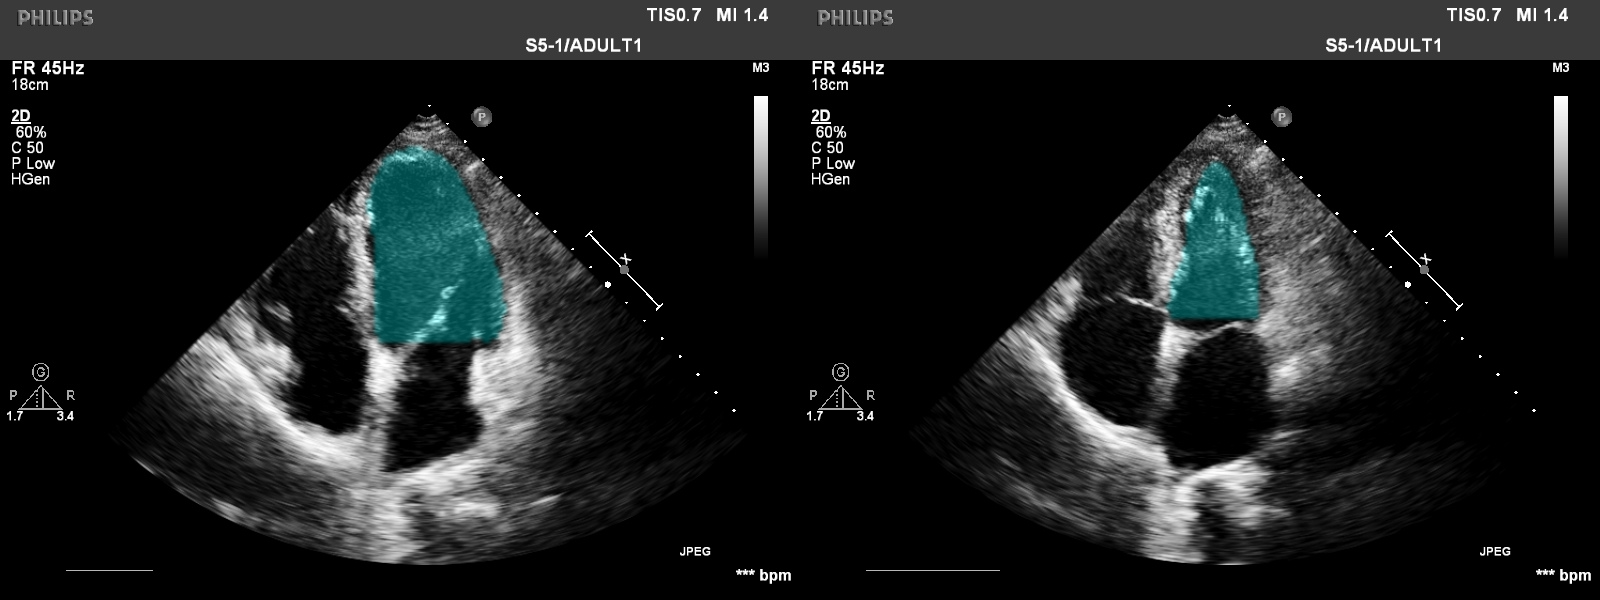 PHILIPS
TIS0.7 MI 1.4
S5-1/ADULT1
FR 45Hz
18cm
M3
2D
60%
C 50
P Low
HGen
P
X
G
P R
1.7 3.4
JPEG
*** bpm
PHILIPS
TIS0.7 MI 1.4
S5-1/ADULT1
FR 45Hz
18cm
M3
2D
60%
C 50
P Low
HGen
P
X
G
P R
1.7 3.4
JPEG
*** bpm